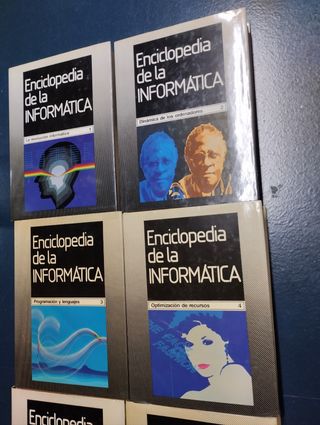 Enciclopedia
de la
INFORMÁTICA
La revolución informática 1
Enciclopedia
de la
INFORMÁTICA
Dinámica de los ordenadores 2
Enciclopedia
de la
INFORMÁTICA
Programación y lenguajes 3
Enciclopedia
de la
INFORMÁTICA
Optimización de recursos 4
Enciclopedia
Enciclopedia